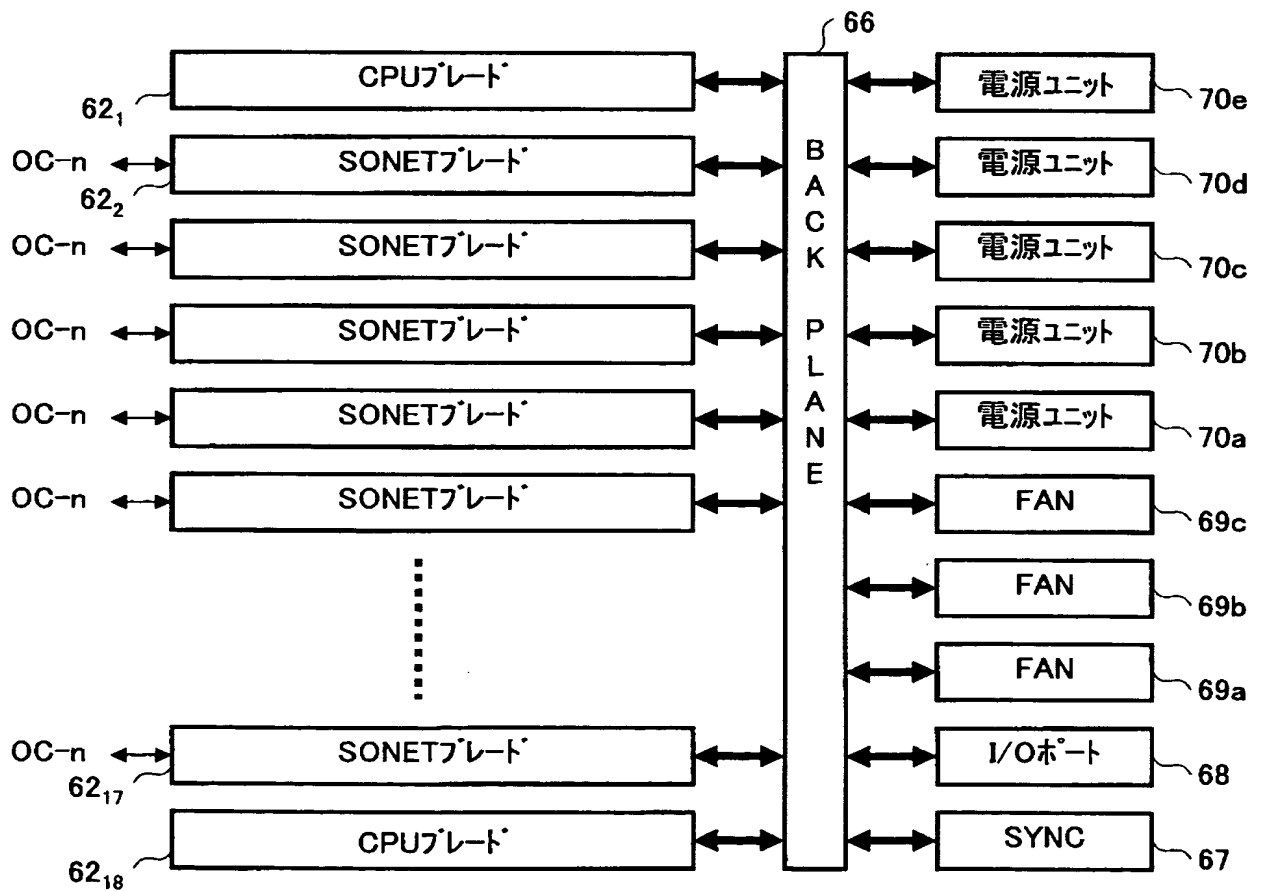 66
CPUブレード
電源ユニット
62₁
70e
OC-n
SONETブレード
電源ユニット
62₂
70d
OC-n
SONETブレード
電源ユニット
70c
OC-n
SONETブレード
電源ユニット
70b
OC-n
SONETブレード
電源ユニット
70a
OC-n
SONETブレード
FAN
69c
FAN
69b
FAN
69a
OC-n
SONETブレード
I/Oポート
62₁₇
68
CPUブレード
SYNC
62₁₈
67
BACK PLANE